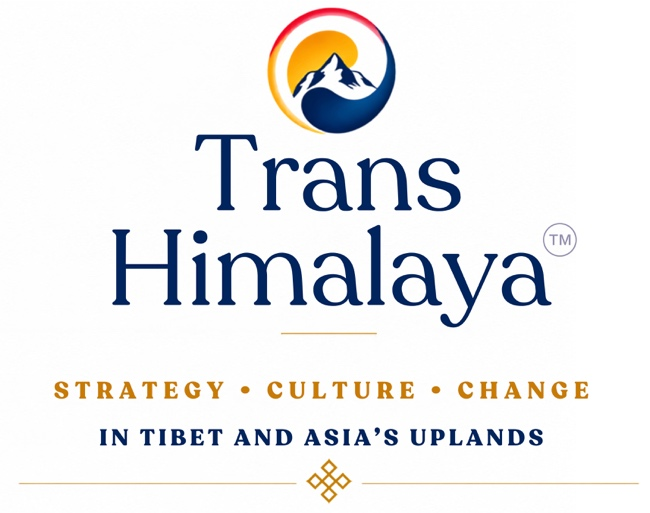 Trans
Himalaya
TM
STRATEGY • CULTURE • CHANGE
IN TIBET AND ASIA’S UPLANDS